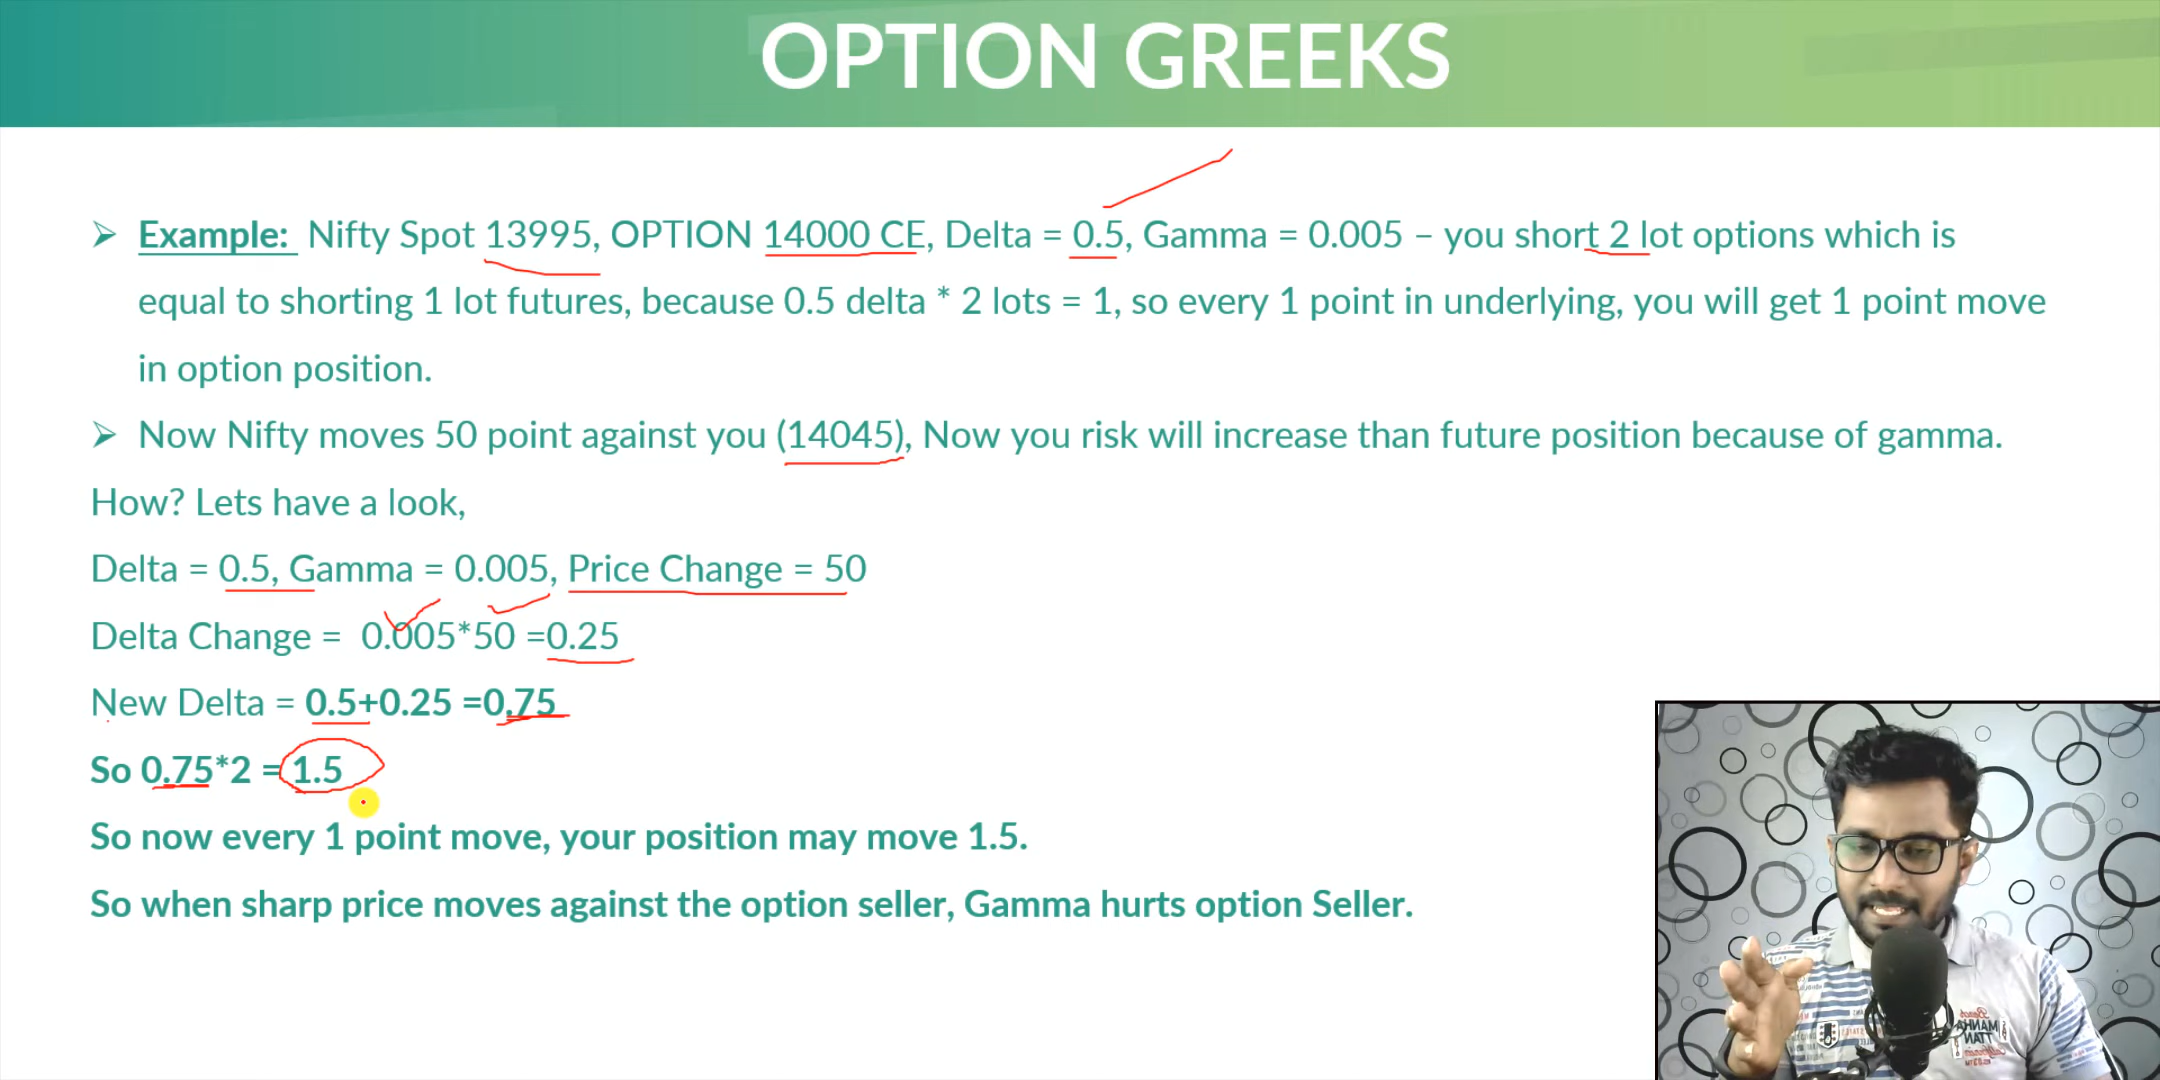 OPTION GREEKS
➢ Example: Nifty Spot 13995, OPTION 14000 CE, Delta = 0.5, Gamma = 0.005 – you short 2 lot options which is
equal to shorting 1 lot futures, because 0.5 delta * 2 lots = 1, so every 1 point in underlying, you will get 1 point move
in option position.
➢ Now Nifty moves 50 point against you (14045), Now you risk will increase than future position because of gamma.
How? Lets have a look,
Delta = 0.5, Gamma = 0.005, Price Change = 50
Delta Change = 0.005*50 =0.25
New Delta = 0.5+0.25 =0.75
So 0.75*2 = 1.5
So now every 1 point move, your position may move 1.5.
So when sharp price moves against the option seller, Gamma hurts option Seller.